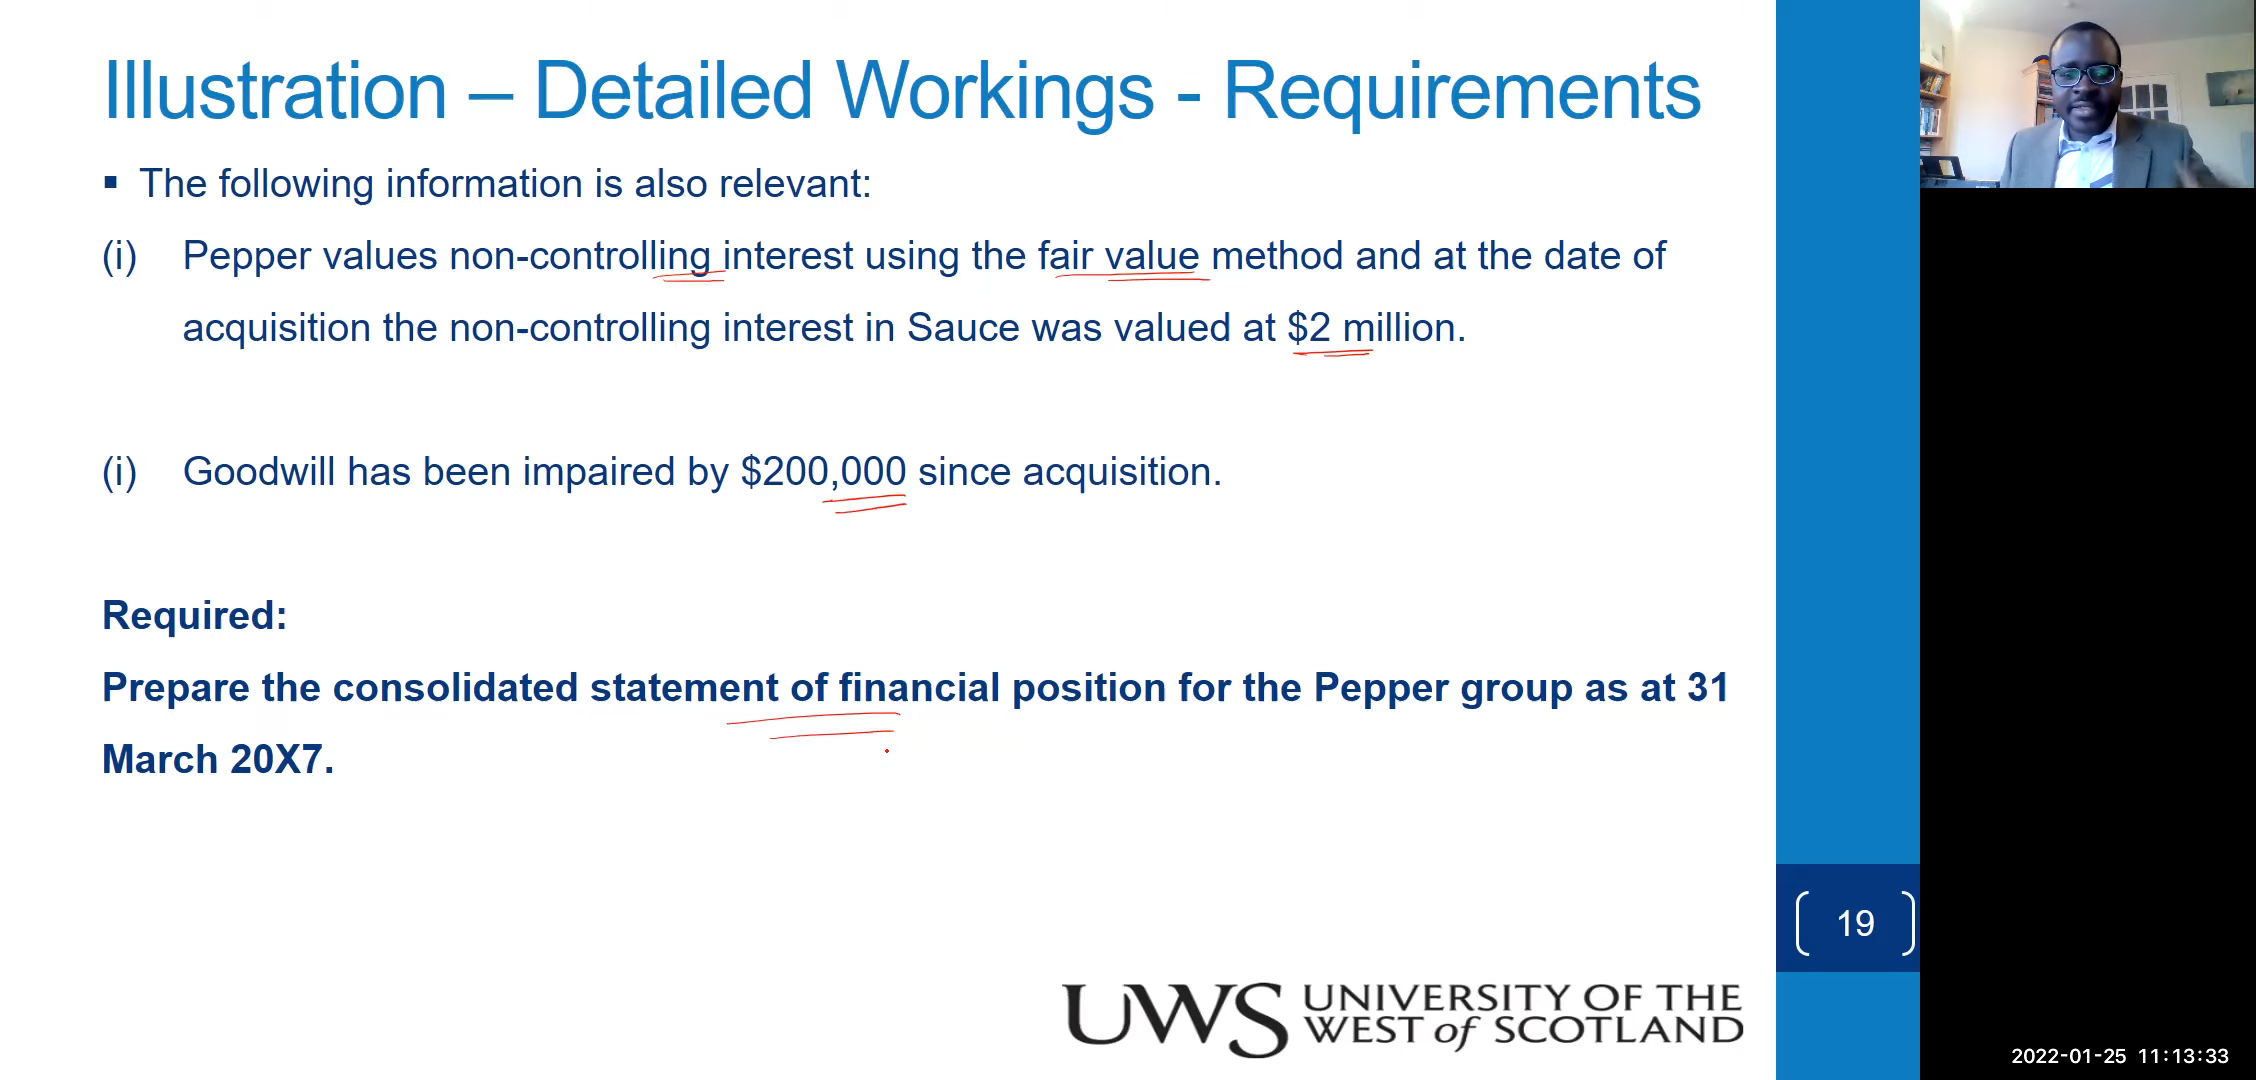 Illustration – Detailed Workings - Requirements
▪ The following information is also relevant:
(i) Pepper values non-controlling interest using the fair value method and at the date of
acquisition the non-controlling interest in Sauce was valued at $2 million.
(i) Goodwill has been impaired by $200,000 since acquisition.
Required:
Prepare the consolidated statement of financial position for the Pepper group as at 31
March 20X7.
19
UWS UNIVERSITY OF THE
WEST of SCOTLAND
2022-01-25 11:13:33